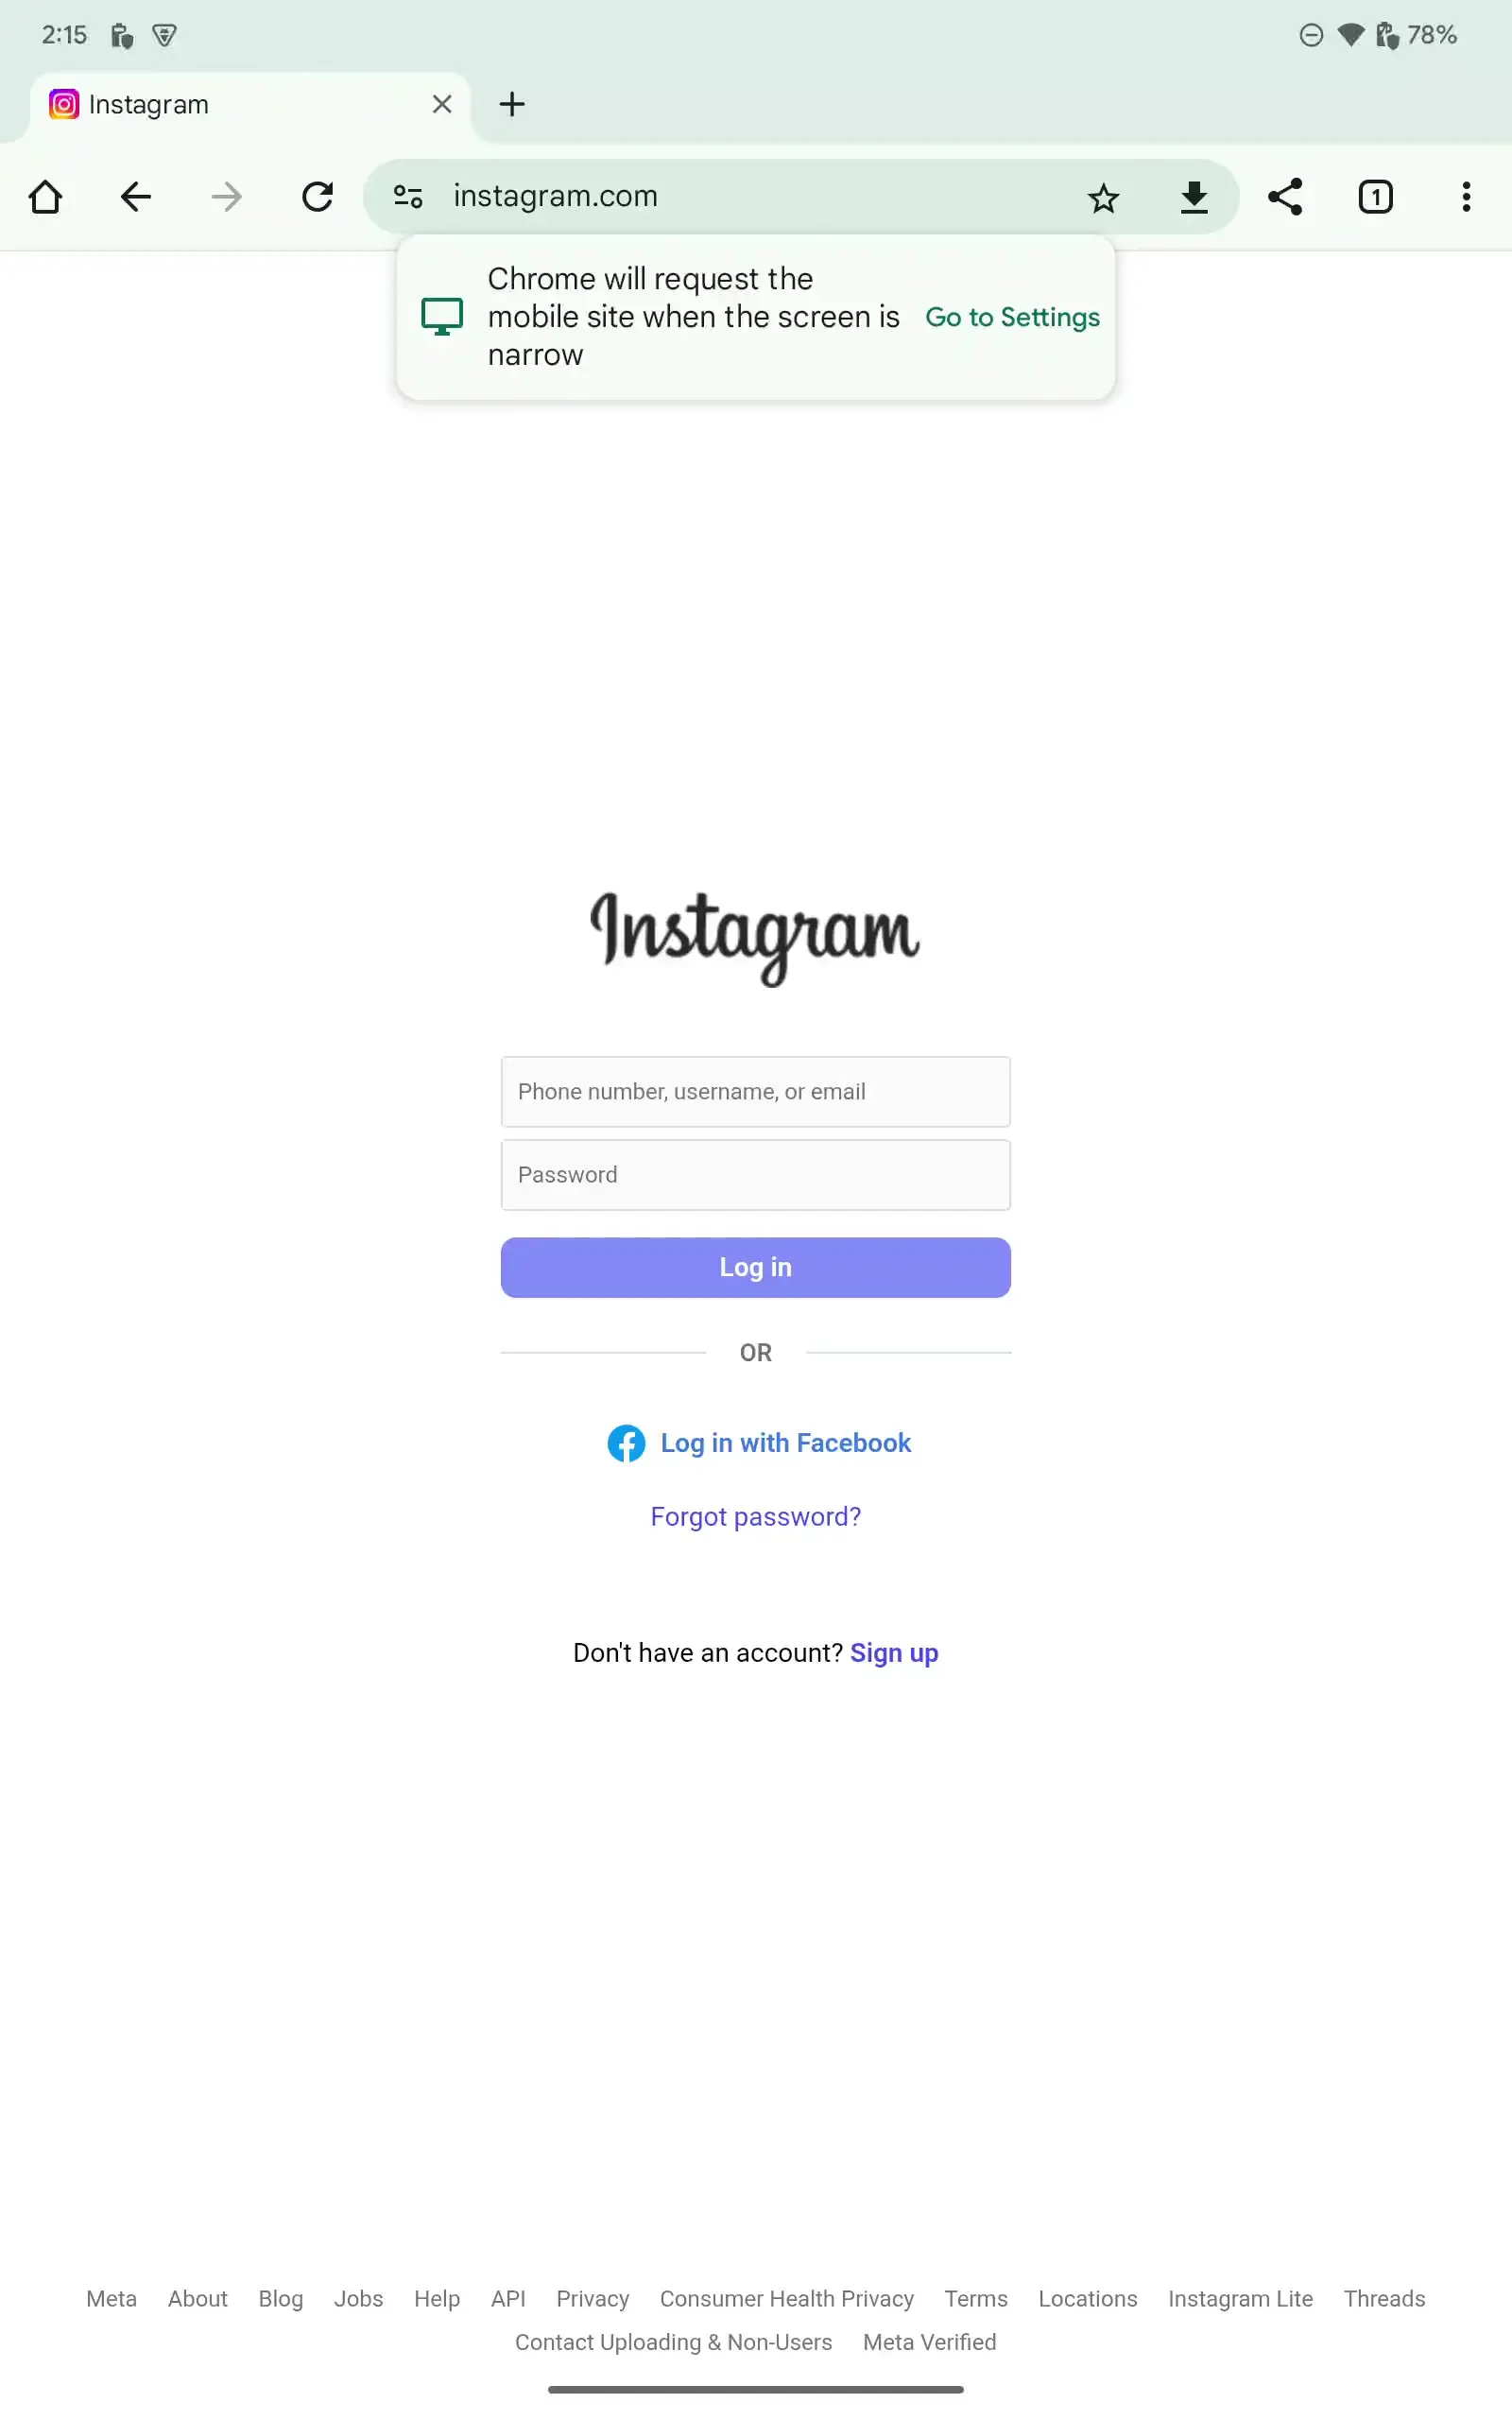 2:15
78%
Instagram
instagram.com
1
Chrome will request the
mobile site when the screen is
narrow
Go to Settings
Instagram
Phone number, username, or email
Password
Log in
OR
Log in with Facebook
Forgot password?
Don't have an account? Sign up
Meta About Blog Jobs Help API Privacy Consumer Health Privacy Terms Locations Instagram Lite Threads
Contact Uploading & Non-Users Meta Verified